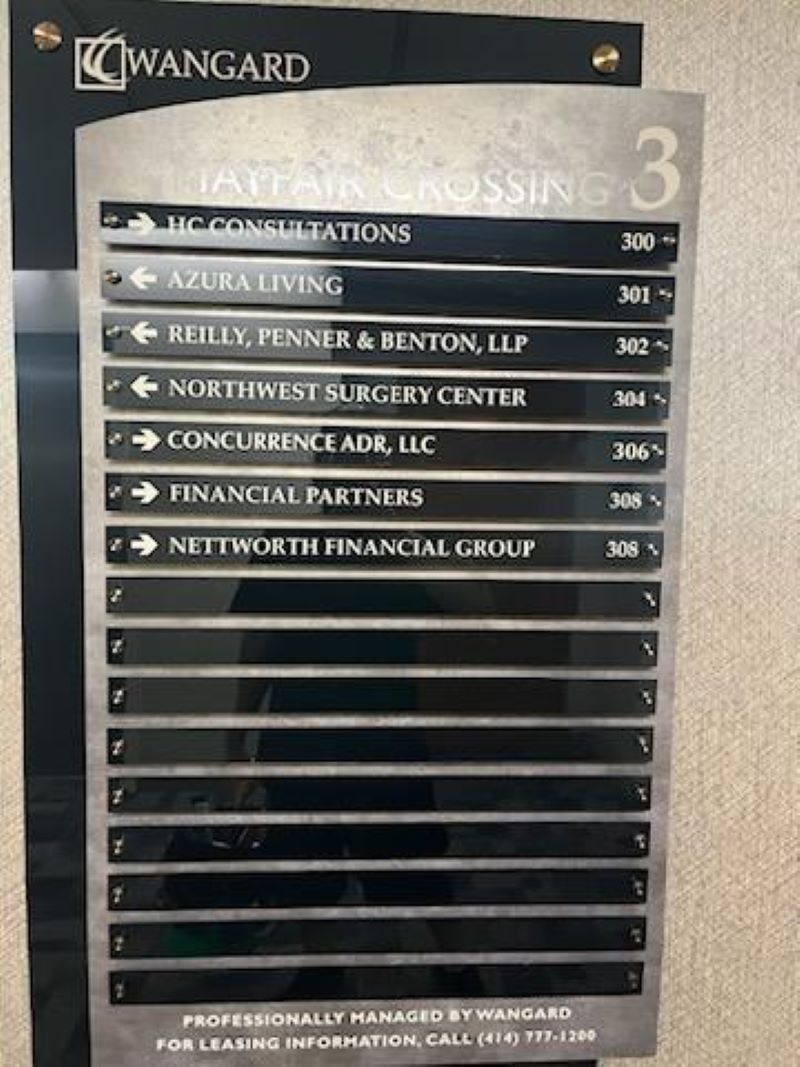 WANGARD
MAYFAIR CROSSING 3
→ HC CONSULTATIONS 300
← AZURA LIVING 301
← REILLY, PENNER & BENTON, LLP 302
← NORTHWEST SURGERY CENTER 304
→ CONCURRENCE ADR, LLC 306
→ FINANCIAL PARTNERS 308
→ NETTWORTH FINANCIAL GROUP 308
PROFESSIONALLY MANAGED BY WANGARD
FOR LEASING INFORMATION, CALL (414) 777-1200